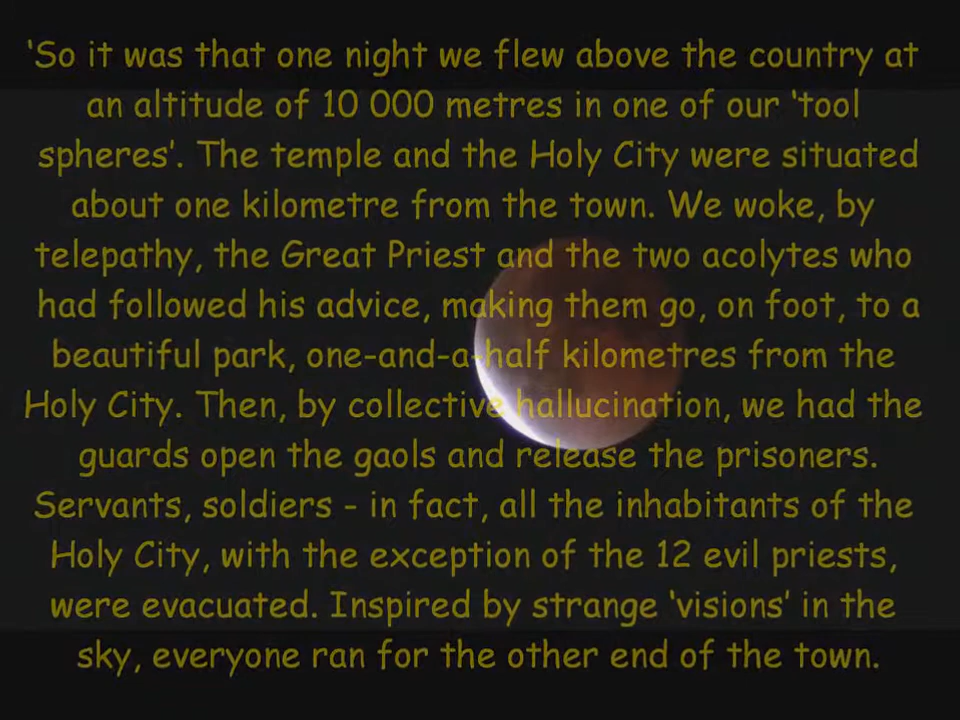 ‘So it was that one night we flew above the country at
an altitude of 10 000 metres in one of our ‘tool
spheres’. The temple and the Holy City were situated
about one kilometre from the town. We woke, by
telepathy, the Great Priest and the two acolytes who
had followed his advice, making them go, on foot, to a
beautiful park, one-and-a-half kilometres from the
Holy City. Then, by collective hallucination, we had the
guards open the gaols and release the prisoners.
Servants, soldiers - in fact, all the inhabitants of the
Holy City, with the exception of the 12 evil priests,
were evacuated. Inspired by strange ‘visions’ in the
sky, everyone ran for the other end of the town.